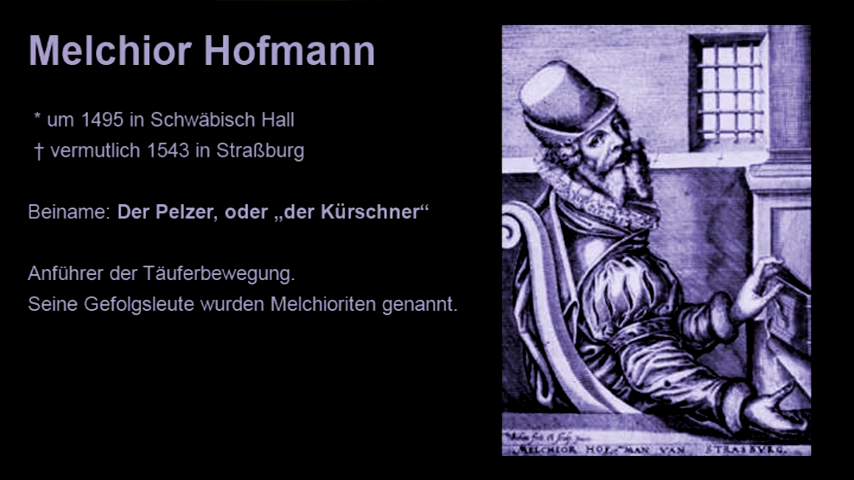 Melchior Hofmann
* um 1495 in Schwäbisch Hall
† vermutlich 1543 in Straßburg
Beiname: Der Pelzer, oder „der Kürschner“
Anführer der Täuferbewegung.
Seine Gefolgsleute wurden Melchioriten genannt.
MELCHIOR HOF,MAN VAN STRASBVRG.